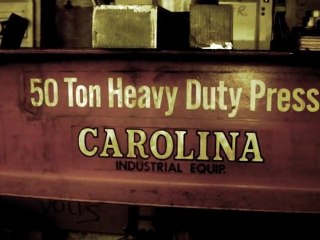 50 Ton Heavy Duty Press
CAROLINA
INDUSTRIAL EQUIP.